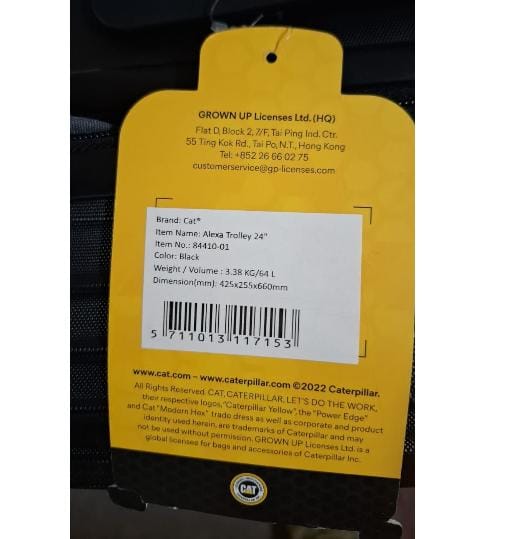 GROWN UP Licenses Ltd. (HQ)
Flat D, Block 2, 7/F, Tai Ping Ind. Ctr.
55 Ting Kok Rd., Tai Po, N.T., Hong Kong
Tel: +852 26 66 02 75
customerservice@gp-licenses.com
Brand: Cat®
Item Name: Alexa Trolley 24"
Item No.: 84410-01
Color: Black
Weight / Volume : 3.38 KG/64 L
Dimension(mm): 425x255x660mm
5 711013 117153
www.cat.com – www.caterpillar.com ©2022 Caterpillar.
All Rights Reserved. CAT, CATERPILLAR, LET'S DO THE WORK,
their respective logos, "Caterpillar Yellow", the "Power Edge"
and Cat "Modern Hex" trade dress as well as corporate and product
identity used herein, are trademarks of Caterpillar and may
not be used without permission. GROWN UP Licenses Ltd. is a
global licensee for bags and accessories of Caterpillar Inc.
CAT